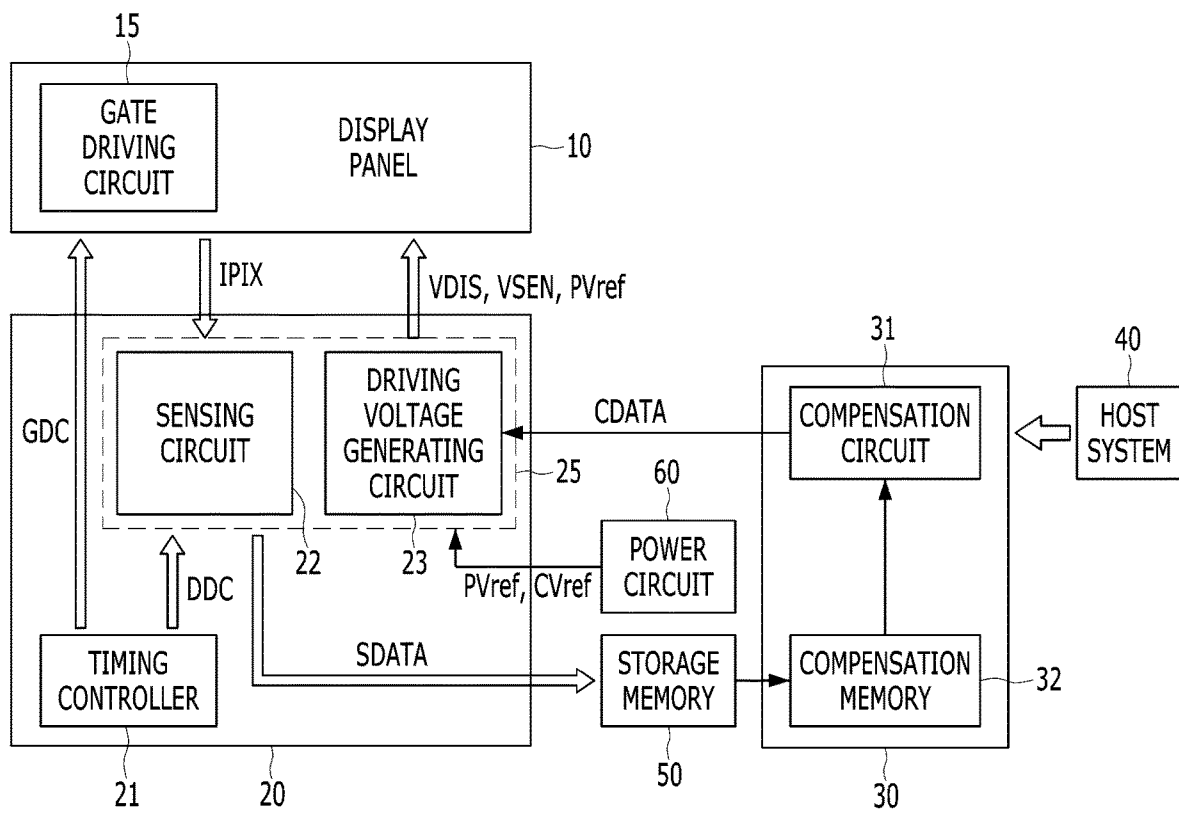 15
GATE
DRIVING
CIRCUIT
DISPLAY
PANEL
10
IPIX
VDIS, VSEN, PVref
GDC
SENSING
CIRCUIT
DRIVING
VOLTAGE
GENERATING
CIRCUIT
25
22
23
CDATA
31
COMPENSATION
CIRCUIT
40
HOST
SYSTEM
60
POWER
CIRCUIT
PVref, CVref
DDC
SDATA
TIMING
CONTROLLER
21
20
STORAGE
MEMORY
50
COMPENSATION
MEMORY
32
30